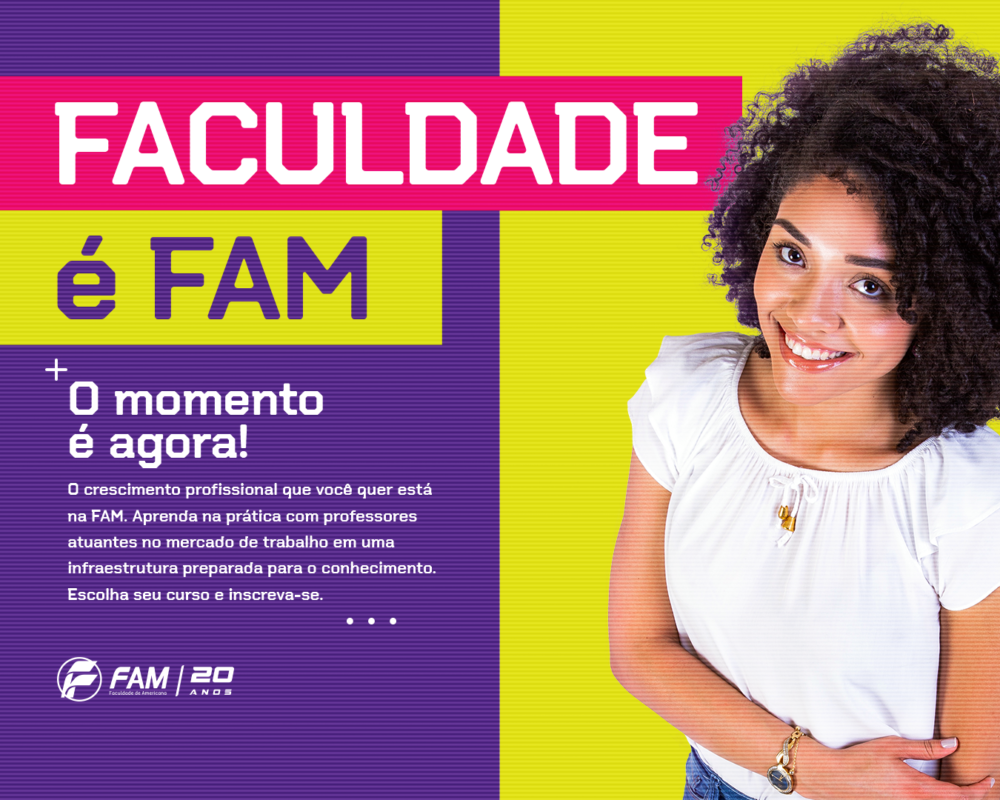 FACULDADE
é FAM
O momento
é agora!
O crescimento profissional que você quer está
na FAM. Aprenda na prática com professores
atuantes no mercado de trabalho em uma
infraestrutura preparada para o conhecimento.
Escolha seu curso e inscreva-se.
FAM | 20
Faculdade de Americana ANOS